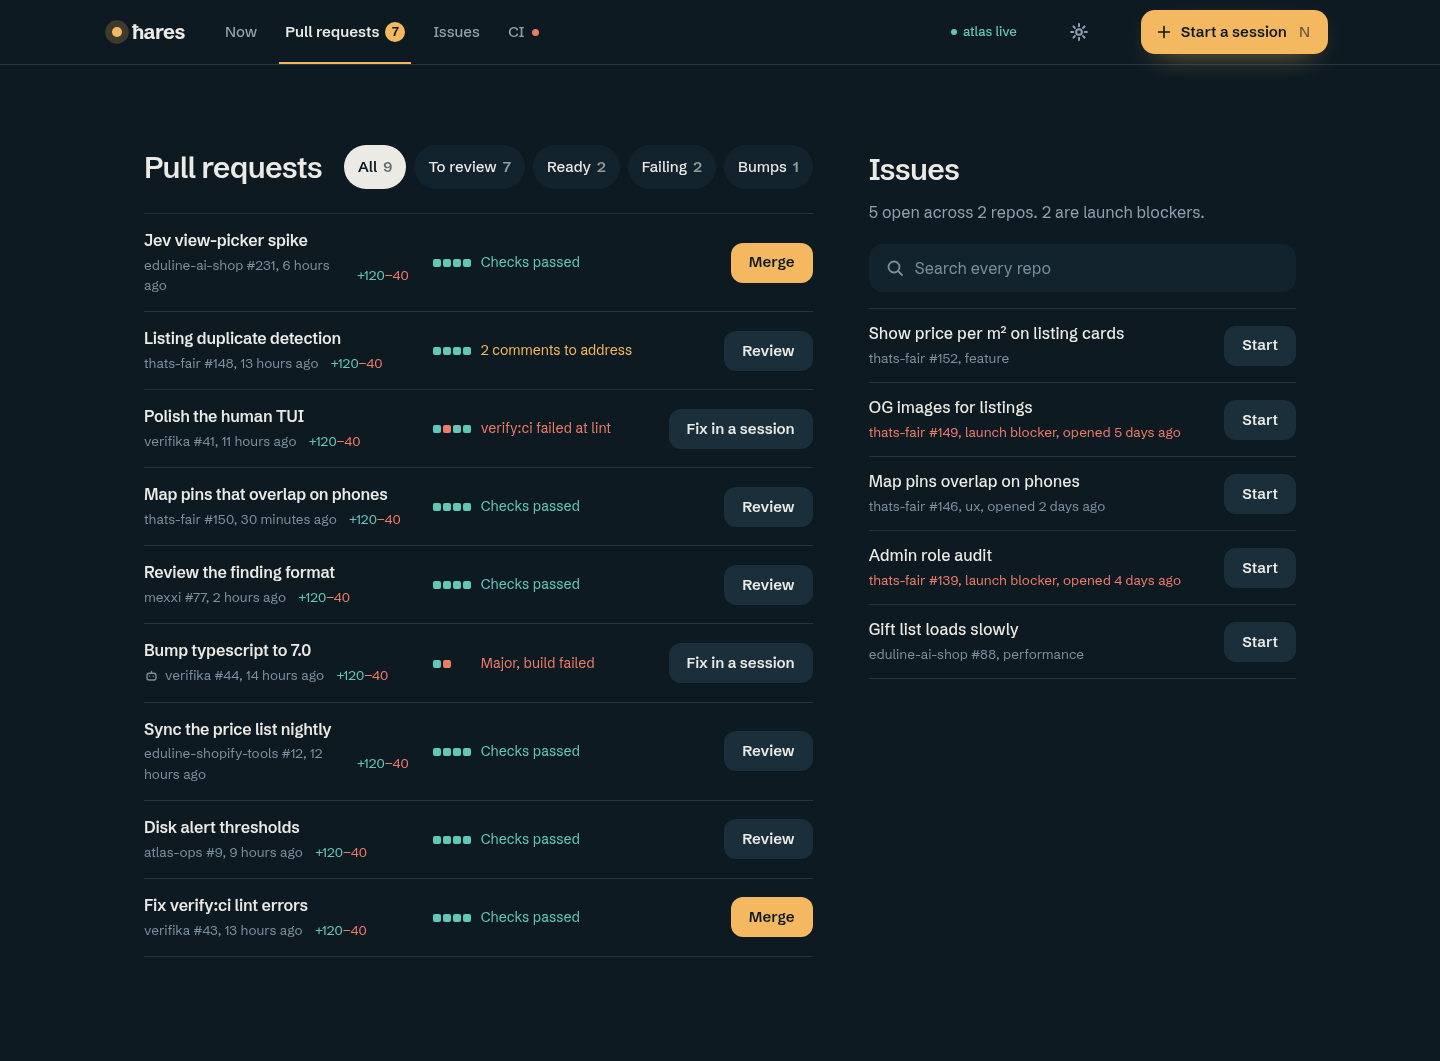 ħares
Now
Pull requests 7
Issues
CI
atlas live
Start a session N
Pull requests
All 9
To review 7
Ready 2
Failing 2
Bumps 1
Jev view-picker spike
eduline-ai-shop #231, 6 hours
ago
+120−40
Checks passed
Merge
Listing duplicate detection
thats-fair #148, 13 hours ago +120−40
2 comments to address
Review
Polish the human TUI
verifika #41, 11 hours ago +120−40
verify:ci failed at lint
Fix in a session
Map pins that overlap on phones
thats-fair #150, 30 minutes ago +120−40
Checks passed
Review
Review the finding format
mexxi #77, 2 hours ago +120−40
Checks passed
Review
Bump typescript to 7.0
verifika #44, 14 hours ago +120−40
Major, build failed
Fix in a session
Sync the price list nightly
eduline-shopify-tools #12, 12
hours ago
+120−40
Checks passed
Review
Disk alert thresholds
atlas-ops #9, 9 hours ago +120−40
Checks passed
Review
Fix verify:ci lint errors
verifika #43, 13 hours ago +120−40
Checks passed
Merge
Issues
5 open across 2 repos. 2 are launch blockers.
Search every repo
Show price per m² on listing cards
thats-fair #152, feature
Start
OG images for listings
thats-fair #149, launch blocker, opened 5 days ago
Start
Map pins overlap on phones
thats-fair #146, ux, opened 2 days ago
Start
Admin role audit
thats-fair #139, launch blocker, opened 4 days ago
Start
Gift list loads slowly
eduline-ai-shop #88, performance
Start